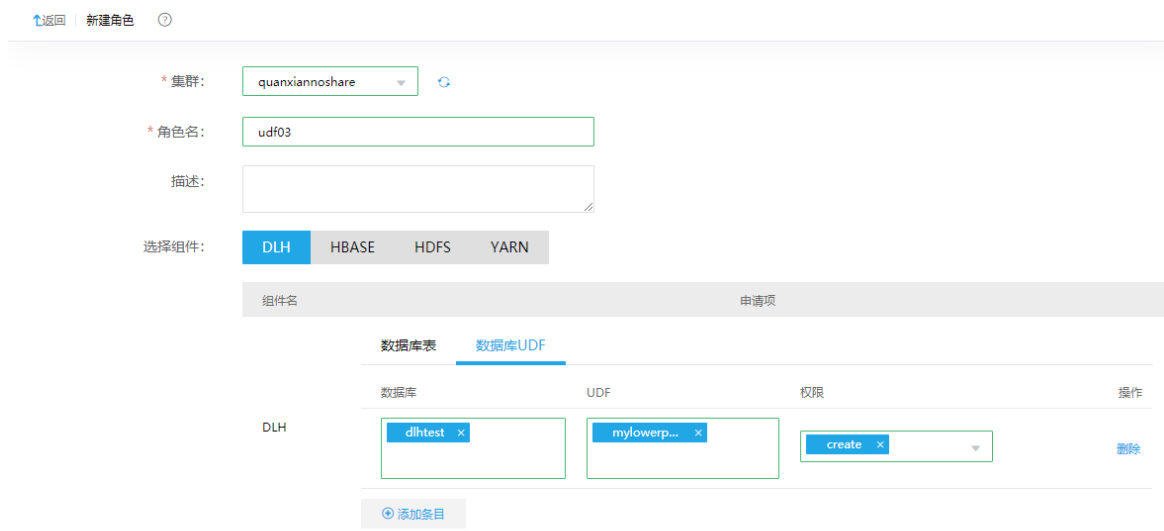 返回 新建角色 ?
* 集群: quanxiannoshare
* 角色名: udf03
描述:
选择组件: DLH HBASE HDFS YARN
组件名 申请项
数据库表 数据库UDF
数据库 UDF 权限 操作
DLH dlhtest × mylowerp... × create × 删除
添加条目